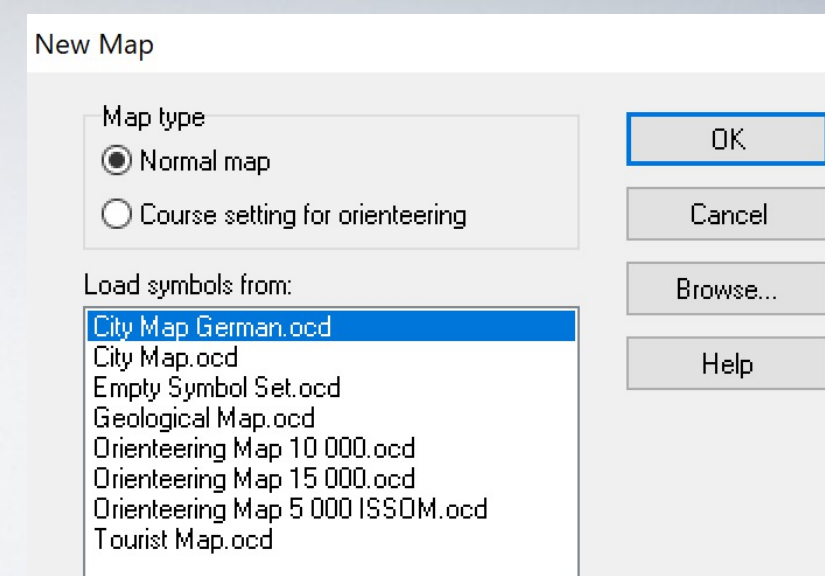 New Map
Map type
Normal map
Course setting for orienteering
OK
Cancel
Browse...
Help
Load symbols from:
City Map German.ocd
City Map.ocd
Empty Symbol Set.ocd
Geological Map.ocd
Orienteering Map 10 000.ocd
Orienteering Map 15 000.ocd
Orienteering Map 5 000 ISSOM.ocd
Tourist Map.ocd